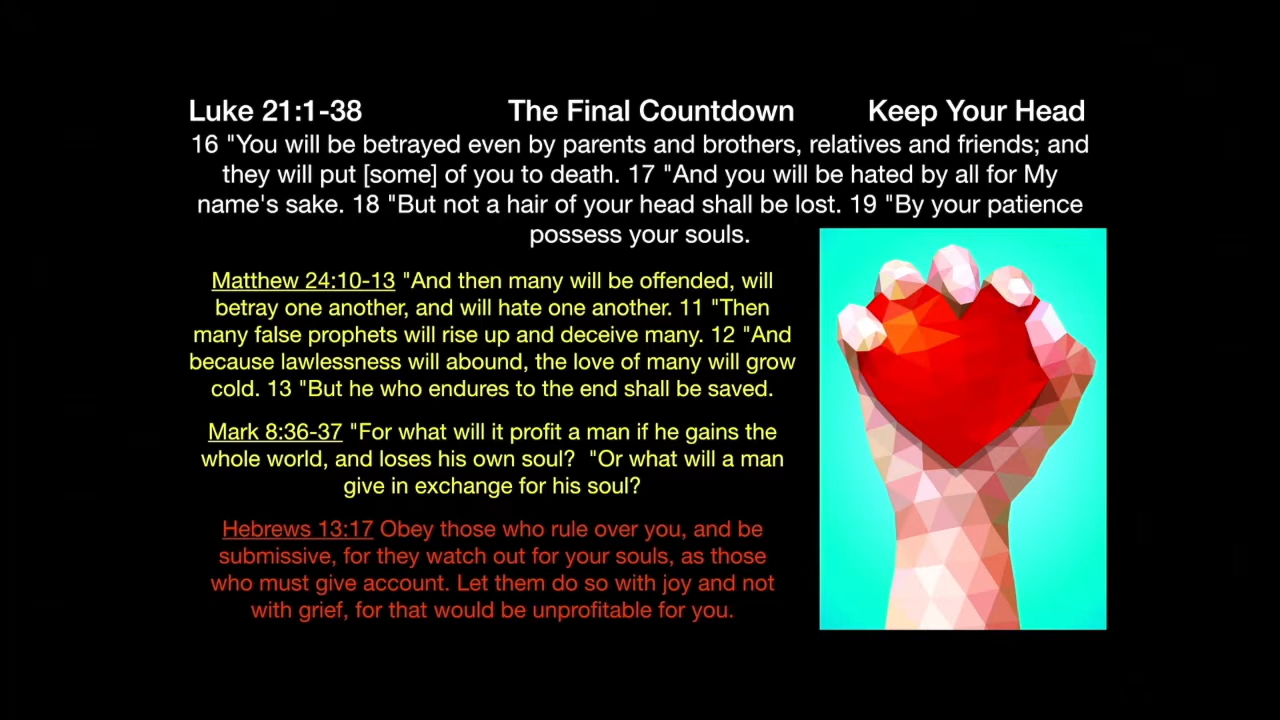 Luke 21:1-38 The Final Countdown Keep Your Head
16 "You will be betrayed even by parents and brothers, relatives and friends; and
they will put [some] of you to death. 17 "And you will be hated by all for My
name's sake. 18 "But not a hair of your head shall be lost. 19 "By your patience
possess your souls.
Matthew 24:10-13 "And then many will be offended, will
betray one another, and will hate one another. 11 "Then
many false prophets will rise up and deceive many. 12 "And
because lawlessness will abound, the love of many will grow
cold. 13 "But he who endures to the end shall be saved.
Mark 8:36-37 "For what will it profit a man if he gains the
whole world, and loses his own soul?  "Or what will a man
give in exchange for his soul?
Hebrews 13:17 Obey those who rule over you, and be
submissive, for they watch out for your souls, as those
who must give account. Let them do so with joy and not
with grief, for that would be unprofitable for you.